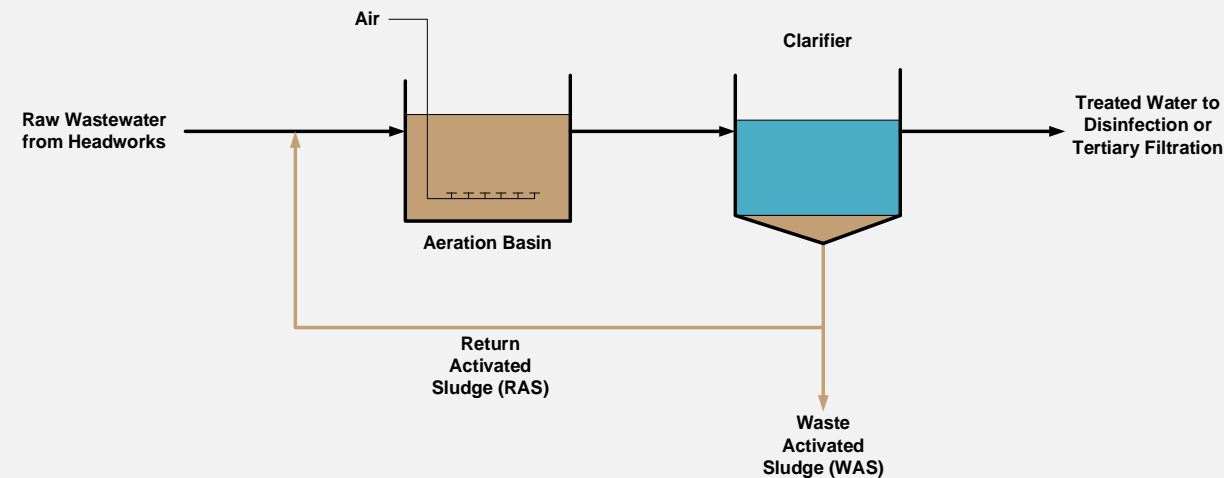 Air
Clarifier
Raw Wastewater
from Headworks
Treated Water to
Disinfection or
Tertiary Filtration
Aeration Basin
Return
Activated
Sludge (RAS)
Waste
Activated
Sludge (WAS)